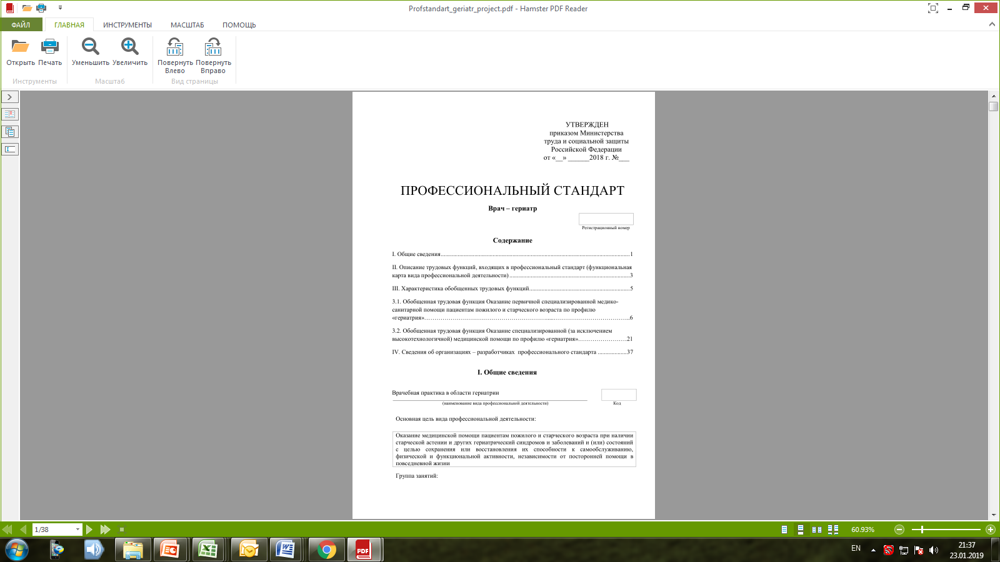 Profstandart_geriatr_project.pdf - Hamster PDF Reader
ФАЙЛ ГЛАВНАЯ ИНСТРУМЕНТЫ МАСШТАБ ПОМОЩЬ
Открыть Печать Уменьшить Увеличить Повернуть Влево Повернуть Вправо
Инструменты Масштаб Вид страницы
УТВЕРЖДЕН
приказом Министерства
труда и социальной защиты
Российской Федерации
от «__» ______2018 г. №___
ПРОФЕССИОНАЛЬНЫЙ СТАНДАРТ
Врач – гериатр
Регистрационный номер
Содержание
I. Общие сведения..........................................................................................................................1
II. Описание трудовых функций, входящих в профессиональный стандарт (функциональная
карта вида профессиональной деятельности)..............................................................................3
III. Характеристика обобщенных трудовых функций.................................................................5
3.1. Обобщенная трудовая функция Оказание первичной специализированной медико-
санитарной помощи пациентам пожилого и старческого возраста по профилю
«гериатрия»……………………………………………………....…………………………………..6
3.2. Обобщенная трудовая функция Оказание специализированной (за исключением
высокотехнологичной) медицинской помощи по профилю «гериатрия»……………………21
IV. Сведения об организациях – разработчиках профессионального стандарта ...................37
I. Общие сведения
Врачебная практика в области гериатрии
(наименование вида профессиональной деятельности) Код
Основная цель вида профессиональной деятельности:
Оказание медицинской помощи пациентам пожилого и старческого возраста при наличии
старческой астении и других гериатрический синдромов и заболеваний и (или) состояний
с целью сохранения или восстановления их способности к самообслуживанию,
физической и функциональной активности, независимости от посторонней помощи в
повседневной жизни
Группа занятий:
1/38 60.93%
EN 21:37
23.01.2019
PDF